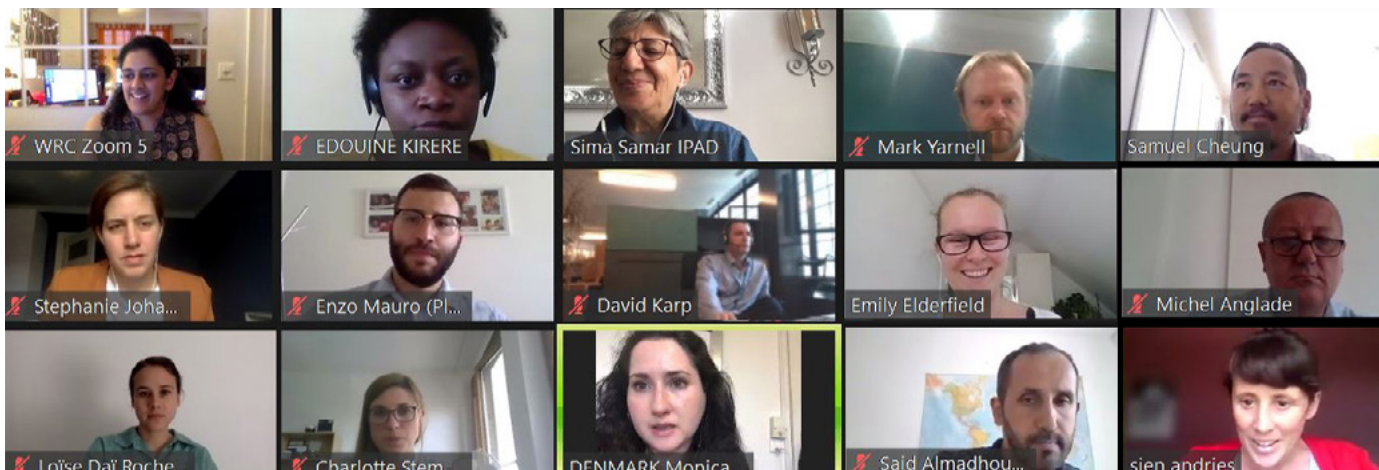 WRC Zoom 5
EDOUINE KIRERE
Sima Samar IPAD
Mark Yarnell
Samuel Cheung
Stephanie Joha...
Enzo Mauro (Pl...
David Karp
Emily Elderfield
Michel Anglade
Loïse Daï Roche
Charlotte Stem...
DENMARK Monica
Said Almadhou...
sien andries